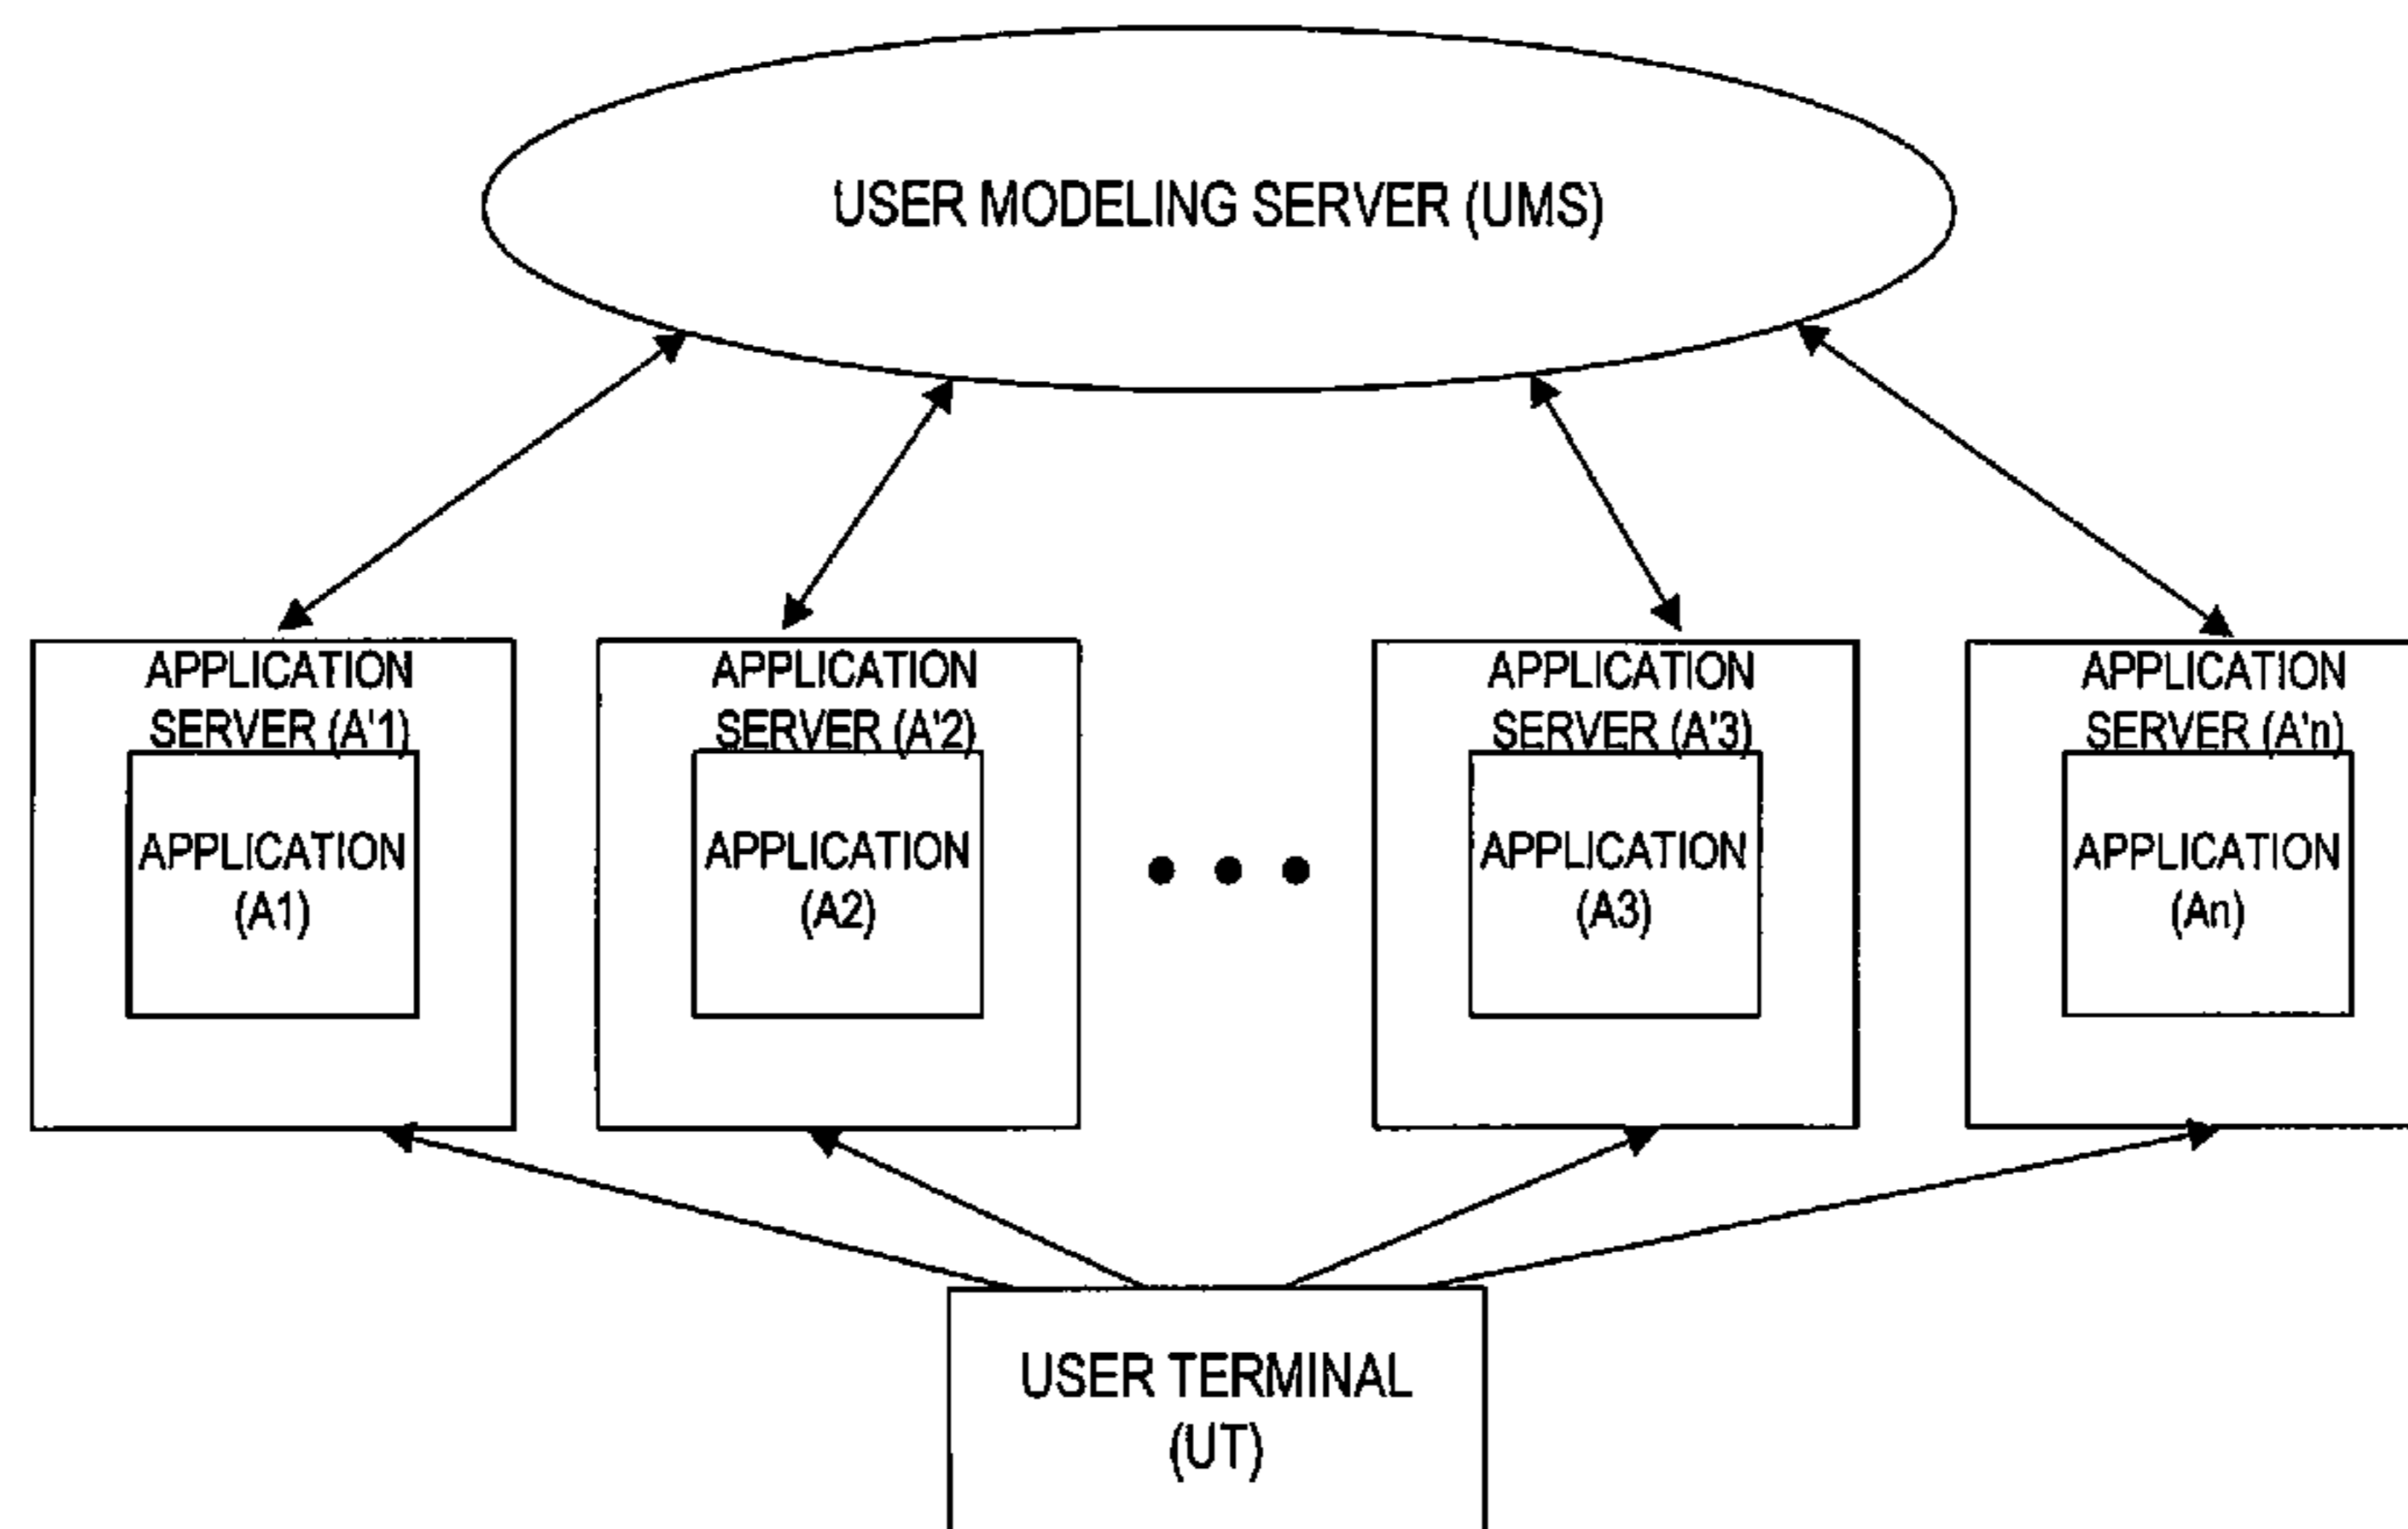 USER MODELING SERVER (UMS)
APPLICATION
SERVER (A'1)
APPLICATION
(A1)
APPLICATION
SERVER (A'2)
APPLICATION
(A2)
APPLICATION
SERVER (A'3)
APPLICATION
(A3)
APPLICATION
SERVER (A'n)
APPLICATION
(An)
USER TERMINAL
(UT)